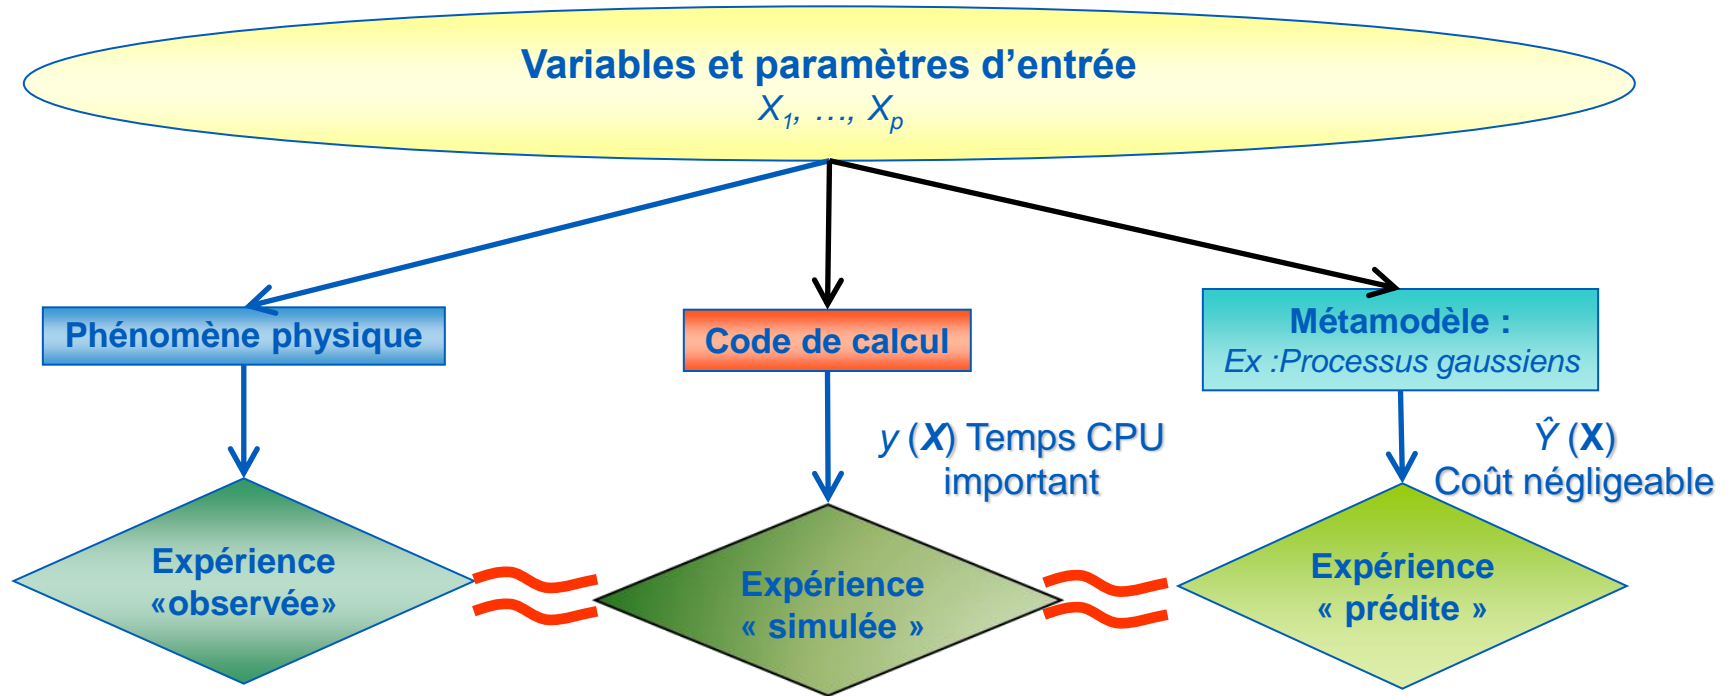 Variables et paramètres d’entrée
X1, …, Xp
Phénomène physique
Code de calcul
Métamodèle :
Ex :Processus gaussiens
y (X) Temps CPU
important
Ŷ (X)
Coût négligeable
Expérience
«observée»
Expérience
« simulée »
Expérience
« prédite »